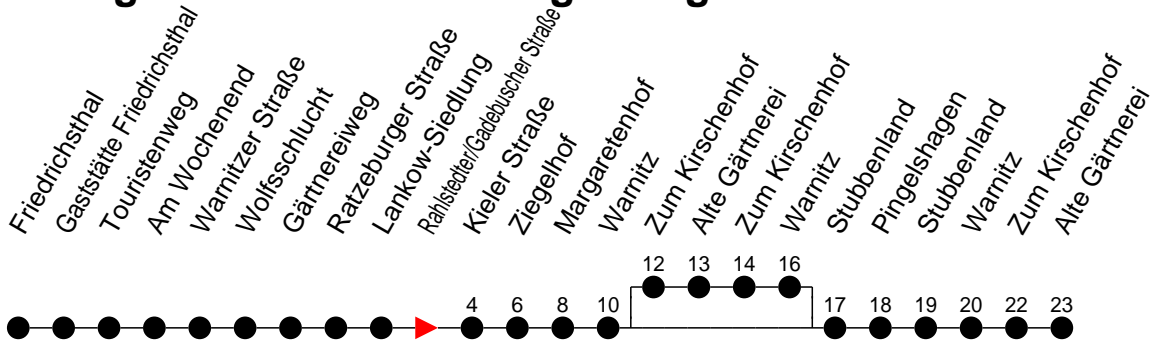 Friedrichsthal
Gaststätte Friedrichsthal
Touristenweg
Am Wochenend
Warnitzer Straße
Wolfsschlucht
Gärtnereiweg
Ratzeburger Straße
Lankow-Siedlung
Rahlstedter/Gadebuscher Straße
Kieler Straße
Ziegelhof
Margaretenhof
Warnitz
Zum Kirschenhof
Alte Gärtnerei
Zum Kirschenhof
Warnitz
Stubbenland
Pingelshagen
Stubbenland
Warnitz
Zum Kirschenhof
Alte Gärtnerei
12 13 14 16
4 6 8 10 17 18 19 20 22 23